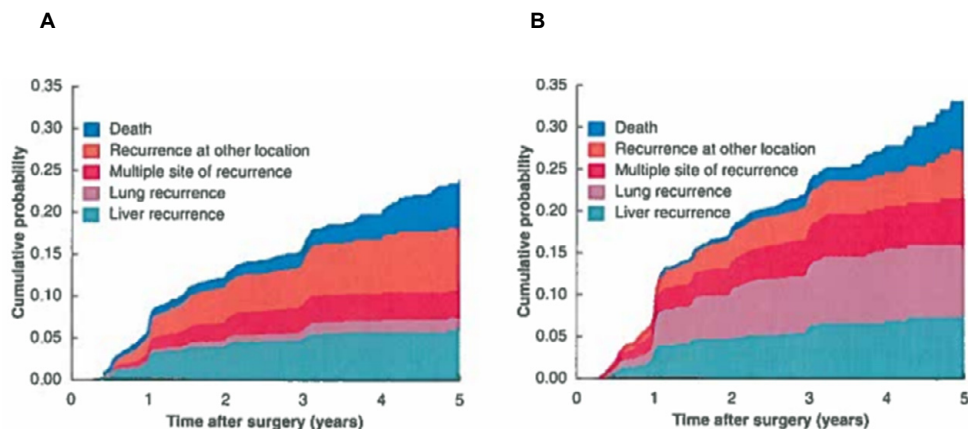 A
0.35
0.30
0.25
0.20
0.15
0.10
0.05
0.00
Cumulative probability
Death
Recurrence at other location
Multiple site of recurrence
Lung recurrence
Liver recurrence
0 1 2 3 4 5
Time after surgery (years)
B
0.35
0.30
0.25
0.20
0.15
0.10
0.05
0.00
Cumulative probability
Death
Recurrence at other location
Multiple site of recurrence
Lung recurrence
Liver recurrence
0 1 2 3 4 5
Time after surgery (years)